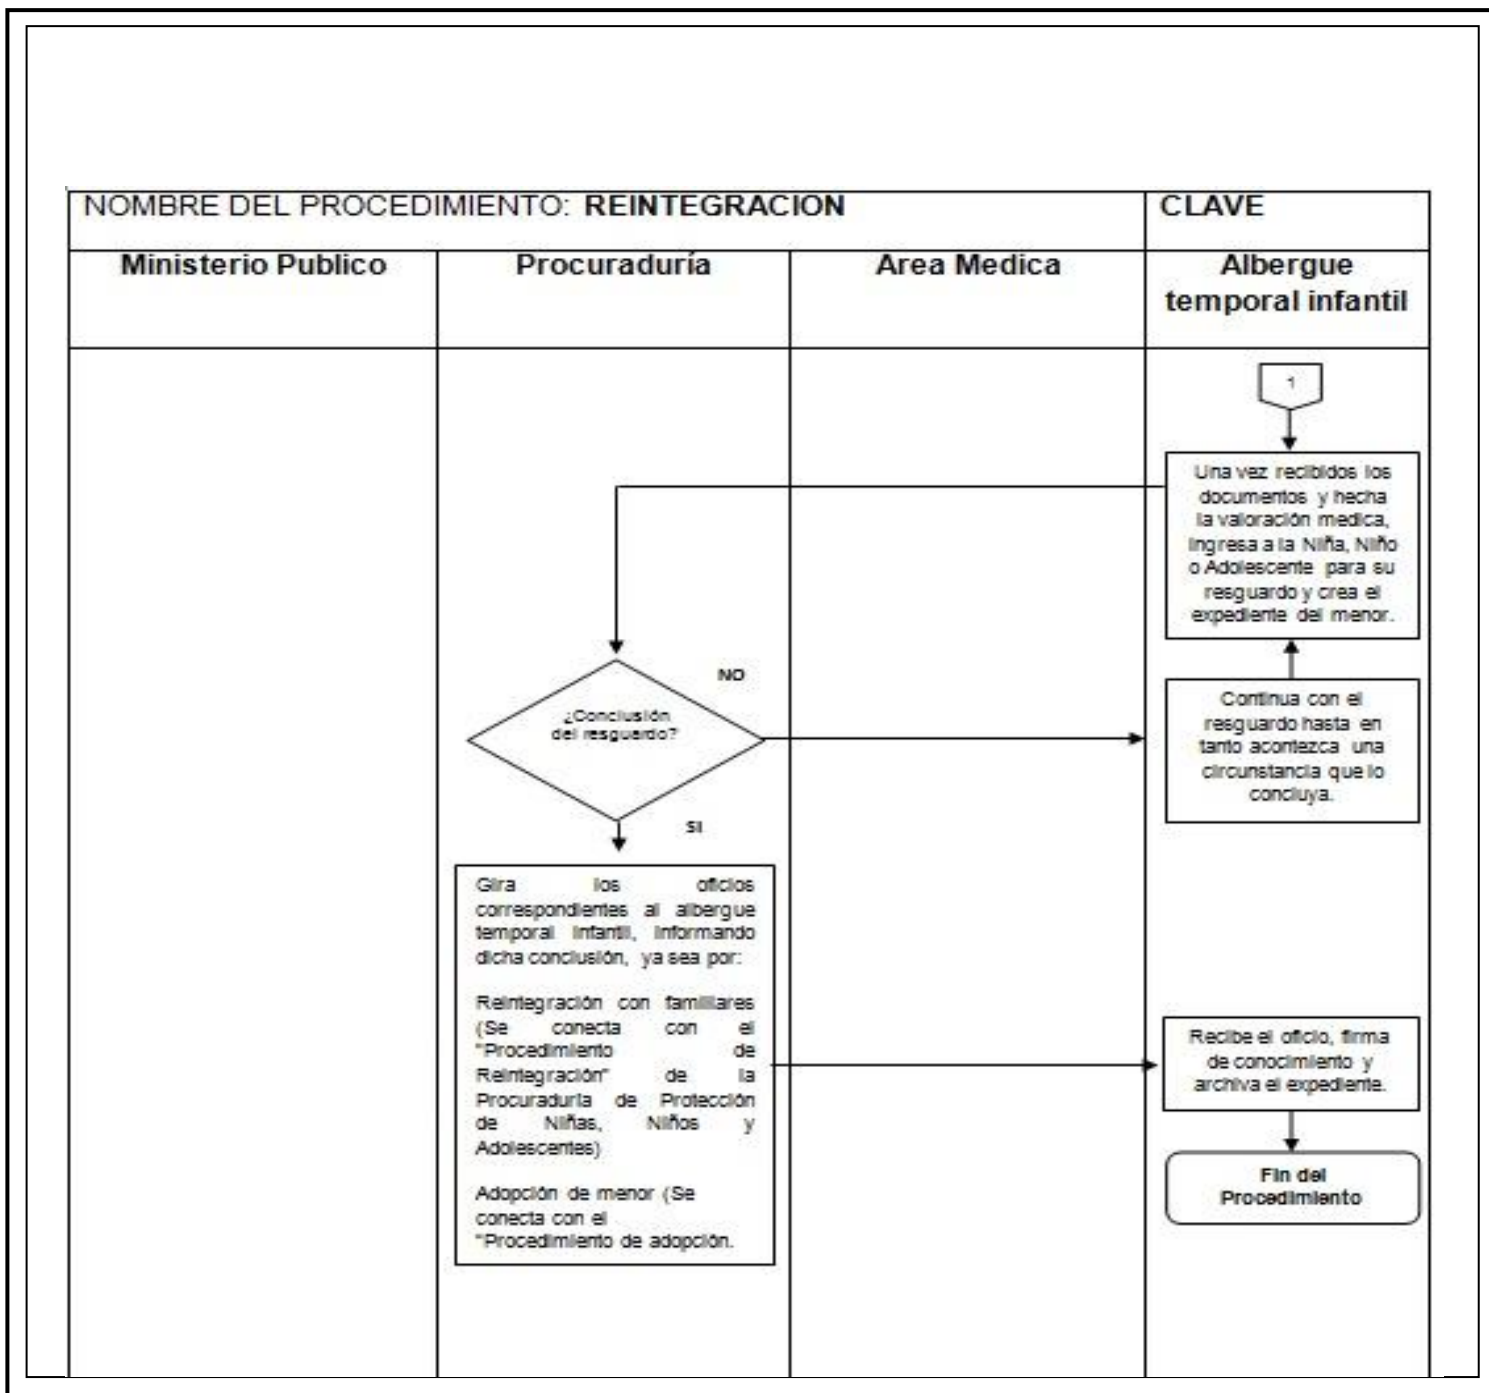 NOMBRE DEL PROCEDIMIENTO: REINTEGRACION
CLAVE
Ministerio Publico
Procuraduría
Area Medica
Albergue
temporal infantil
1
Una vez recibidos los
documentos y hecha
la valoración medica,
ingresa a la Niña, Niño
o Adolescente para su
resguardo y crea el
expediente del menor.
¿Conclusión
del resguardo?
NO
Continua con el
resguardo hasta en
tanto acontezca una
circunstancia que lo
concluya.
SI
Gira los oficios
correspondientes al albergue
temporal infantil, informando
dicha conclusión, ya sea por:
Reintegración con familiares
(Se conecta con el
"Procedimiento de
Reintegración" de la
Procuraduría de Protección
de Niñas, Niños y
Adolescentes)
Adopción de menor (Se
conecta con el
"Procedimiento de adopción.
Recibe el oficio, firma
de conocimiento y
archiva el expediente.
Fin del
Procedimiento